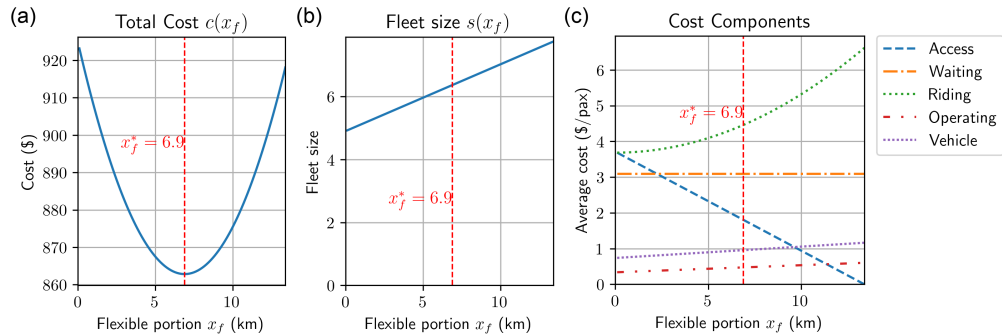 (a)
Total Cost c(x_f)
920
910
900
890
880
870
860
Cost ($)
0
5
10
Flexible portion x_f (km)
x_f^* = 6.9
(b)
Fleet size s(x_f)
6
4
2
0
Fleet size
0
5
10
Flexible portion x_f (km)
x_f^* = 6.9
(c)
Cost Components
6
5
4
3
2
1
0
Average cost ($/pax)
0
5
10
Flexible portion x_f (km)
x_f^* = 6.9
Access
Waiting
Riding
Operating
Vehicle